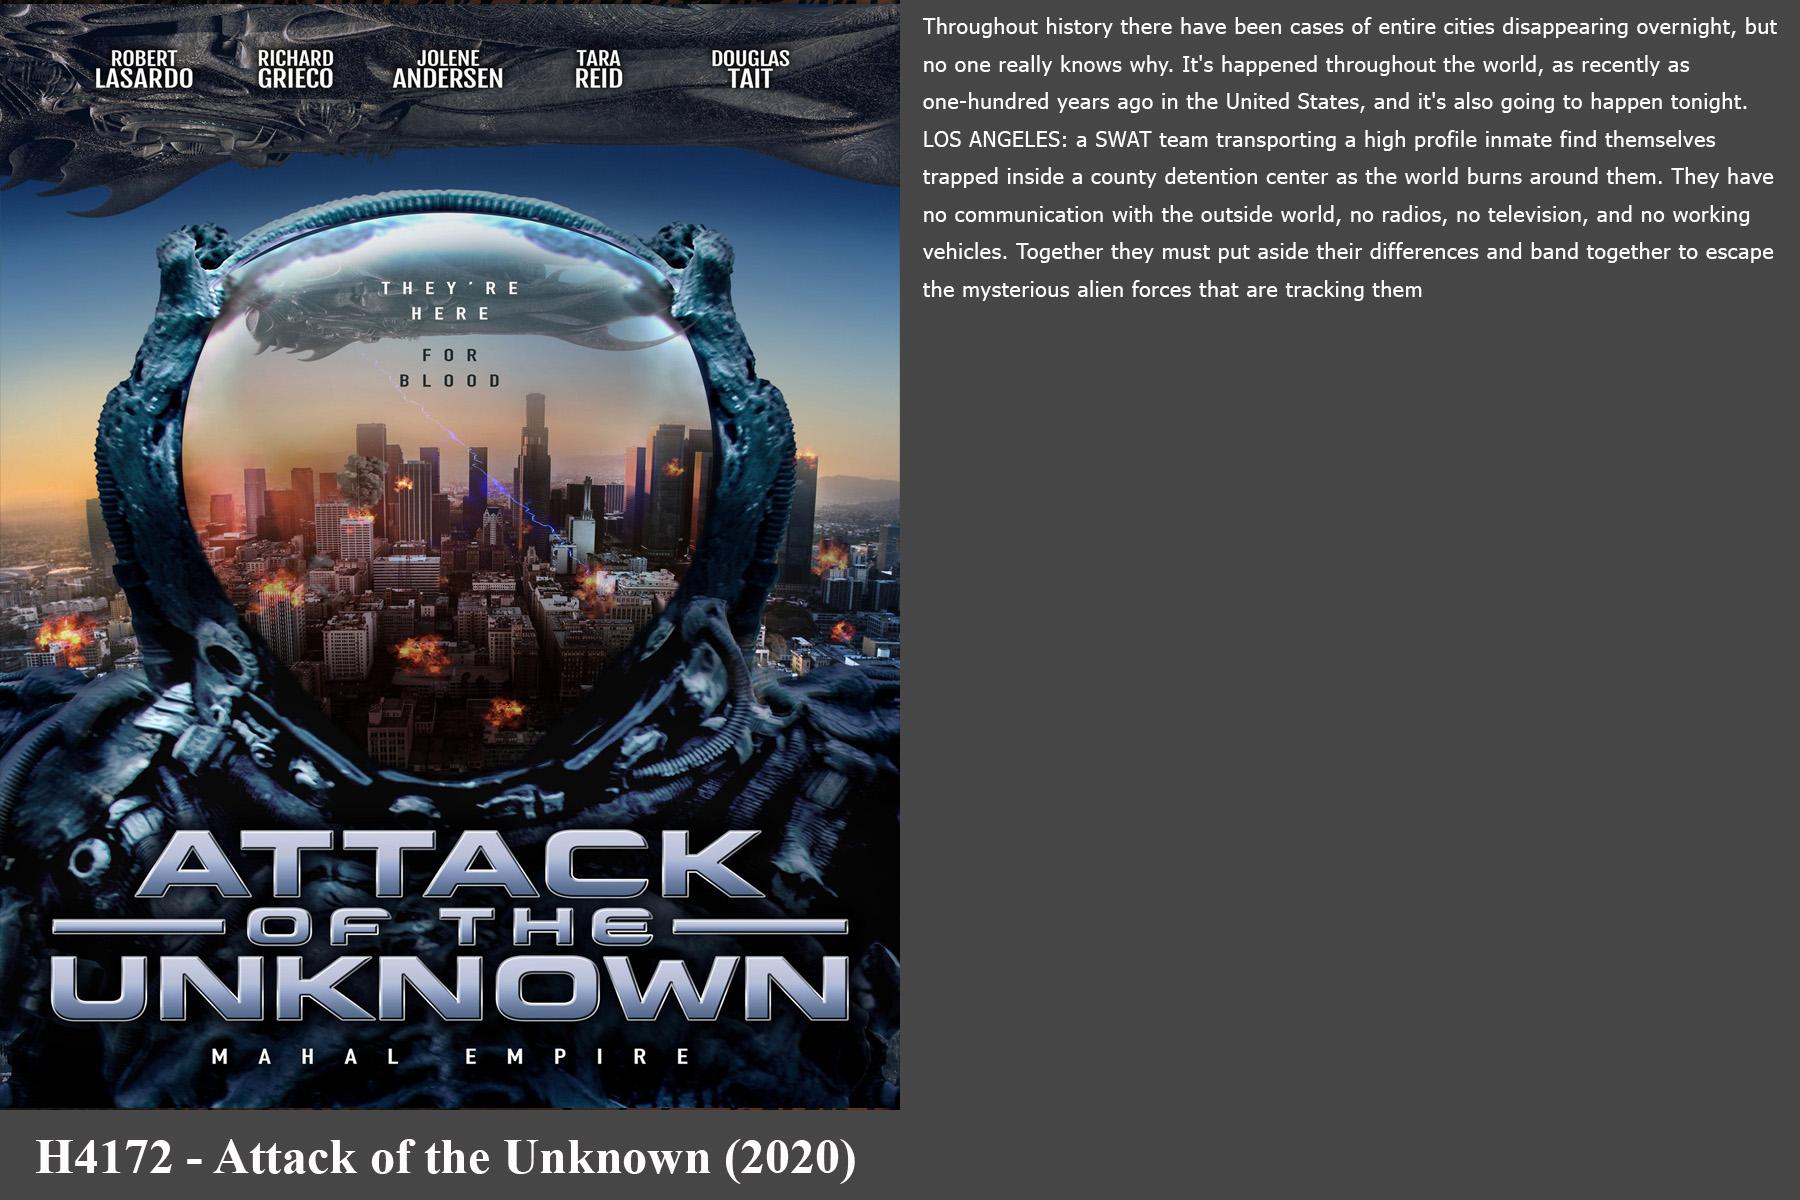 ROBERT LASARDO
RICHARD GRIECO
JOLENE ANDERSEN
TARA REID
DOUGLAS TAIT
THEY'RE
HERE
FOR
BLOOD
ATTACK
OF THE
UNKNOWN
MAHAL EMPIRE
H4172 - Attack of the Unknown (2020)
Throughout history there have been cases of entire cities disappearing overnight, but
no one really knows why. It's happened throughout the world, as recently as
one-hundred years ago in the United States, and it's also going to happen tonight.
LOS ANGELES: a SWAT team transporting a high profile inmate find themselves
trapped inside a county detention center as the world burns around them. They have
no communication with the outside world, no radios, no television, and no working
vehicles. Together they must put aside their differences and band together to escape
the mysterious alien forces that are tracking them